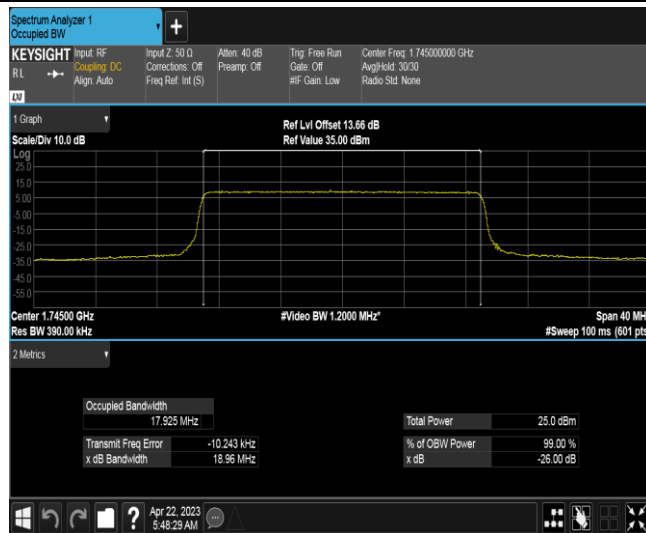 Spectrum Analyzer 1
Occupied BW
+
KEYSIGHT
RL
Input: RF
Coupling: DC
Align: Auto
Input Z: 50 Ω
Corrections: Off
Freq Ref: Int (S)
Atten: 40 dB
Preamp: Off
Trig: Free Run
Gate: Off
#IF Gain: Low
Center Freq: 1.745000000 GHz
Avg|Hold: 30/30
Radio Std: None
1 Graph
Scale/Div 10.0 dB
Ref Lvl Offset 13.66 dB
Ref Value 35.00 dBm
Log
25.0
15.0
5.00
-5.00
-15.0
-25.0
-35.0
-45.0
-55.0
Center 1.74500 GHz
Res BW 390.00 kHz
#Video BW 1.2000 MHz*
Span 40 MH
#Sweep 100 ms (601 pts
2 Metrics
Occupied Bandwidth
17.925 MHz
Transmit Freq Error -10.243 kHz
x dB Bandwidth 18.96 MHz
Total Power 25.0 dBm
% of OBW Power 99.00 %
x dB -26.00 dB
?
Apr 22, 2023
5:48:29 AM